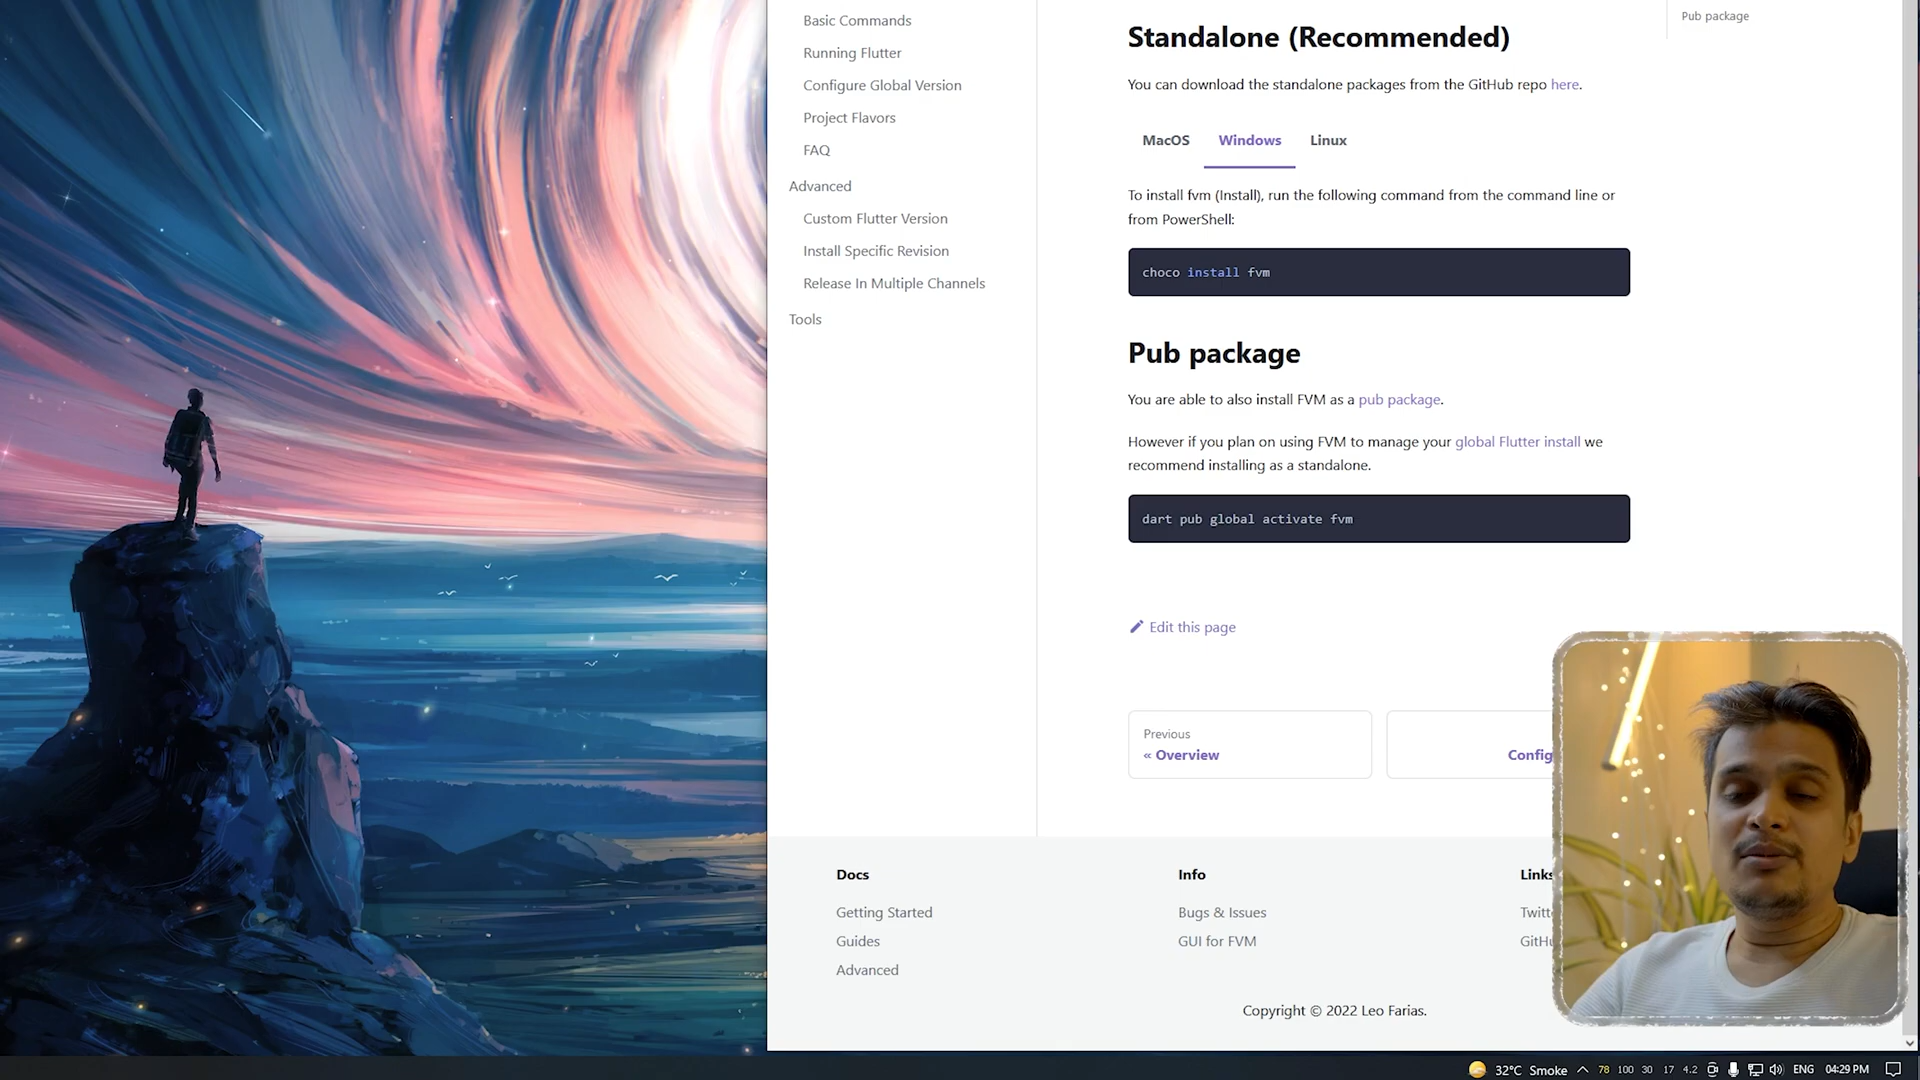 Basic Commands
Running Flutter
Configure Global Version
Project Flavors
FAQ
Advanced
Custom Flutter Version
Install Specific Revision
Release In Multiple Channels
Tools
Standalone (Recommended)
You can download the standalone packages from the GitHub repo here.
MacOS Windows Linux
To install fvm (Install), run the following command from the command line or
from PowerShell:
choco install fvm
Pub package
You are able to also install FVM as a pub package.
However if you plan on using FVM to manage your global Flutter install we
recommend installing as a standalone.
dart pub global activate fvm
Edit this page
Previous
« Overview
Config
Pub package
Docs
Getting Started
Guides
Advanced
Info
Bugs & Issues
GUI for FVM
Links
Twitt
GitHu
Copyright © 2022 Leo Farias.
32°C Smoke 78 100 30 17 4.2 ENG 04:29 PM